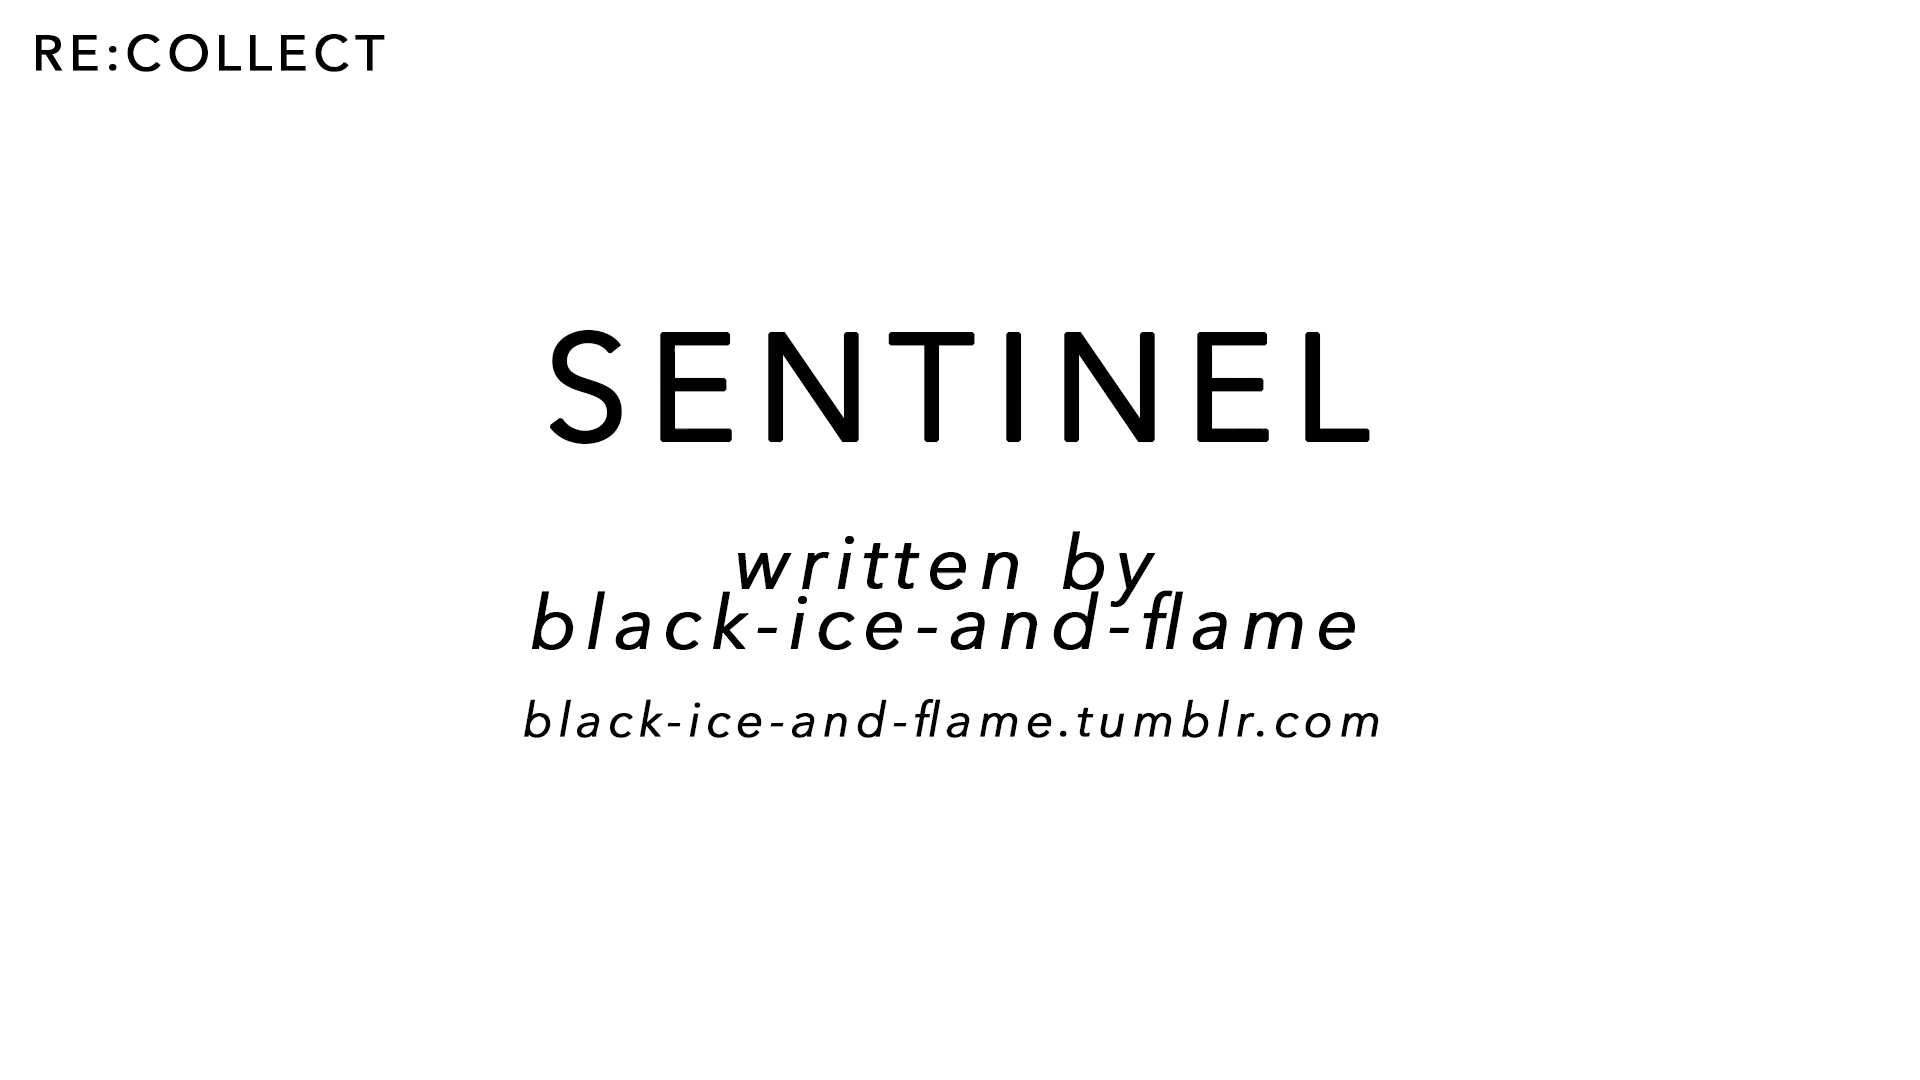 RE:COLLECT
SENTINEL
written by
black-ice-and-flame
black-ice-and-flame.tumblr.com